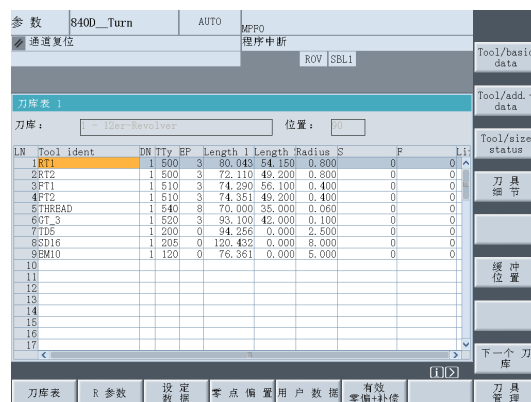 参 数 840D__Turn AUTO MPF0
通道复位 程序中断
ROV SBL1
刀库表 1
刀库： 1 - 12er-Revolver 位置： 90
LN Tool ident DN TTy EP Length 1 Length Radius S F Li
1 RT1 1 500 3 80.043 54.150 0.800 0 0
2 RT2 1 500 3 72.110 49.200 0.800 0 0
3 FT1 1 510 3 74.290 56.100 0.400 0 0
4 FT2 1 510 3 74.351 49.200 0.400 0 0
5 THREAD 1 540 8 70.000 35.000 0.060 0 0
6 GT_3 1 520 3 93.100 42.000 0.100 0 0
7 TD5 1 200 0 94.256 0.000 2.500 0 0
8 SD16 1 205 0 120.432 0.000 8.000 0 0
9 EM10 1 120 0 76.361 0.000 5.000 0 0
10
11
12
13
14
15
16
17
Tool/basic
data
Tool/add.
data
Tool/size
status
刀 具
细 节
缓 冲
位 置
下一个 刀
库
刀库表 R 参数 设 定
数 据 零 点 偏 置 用 户 数 据 有效
零偏+补偿 刀 具
管 理